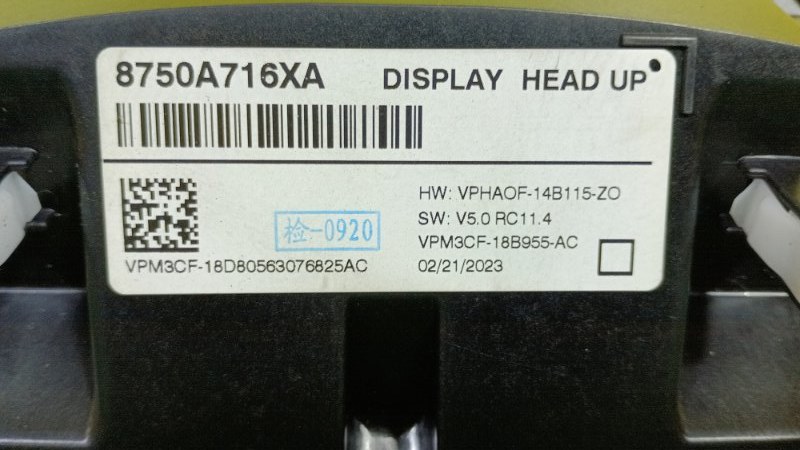 8750A716XA DISPLAY HEAD UP
HW: VPHAOF-14B115-ZO
SW: V5.0 RC11.4
检-0920
VPM3CF-18B955-AC
VPM3CF-18D80563076825AC
02/21/2023